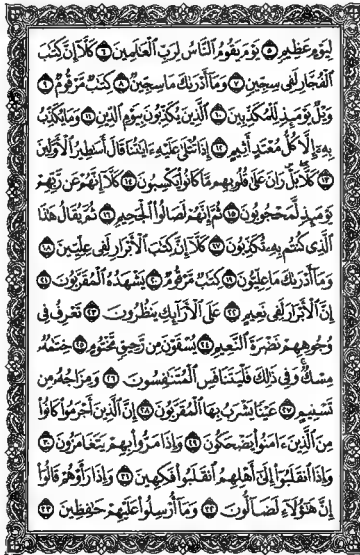 لِيَوْمٍ عَظِيمٍ ٥ يَوْمَ يَقُومُ النَّاسُ لِرَبِّ الْعَالَمِينَ ٦ كَلَّا إِنَّ كِتَابَ
الْفُجَّارِ لَفِي سِجِّينٍ ٧ وَمَا أَدْرَاكَ مَا سِجِّينٌ ٨ كِتَابٌ مَرْقُومٌ ٩
وَيْلٌ يَوْمَئِذٍ لِلْمُكَذِّبِينَ ١٠ الَّذِينَ يُكَذِّبُونَ بِيَوْمِ الدِّينِ ١١ وَمَا يُكَذِّبُ
بِهِ إِلَّا كُلُّ مُعْتَدٍ أَثِيمٍ ١٢ إِذَا تُتْلَى عَلَيْهِ آيَاتُنَا قَالَ أَسَاطِيرُ الْأَوَّلِينَ
١٣ كَلَّا بَلْ رَانَ عَلَى قُلُوبِهِمْ مَا كَانُوا يَكْسِبُونَ ١٤ كَلَّا إِنَّهُمْ عَنْ رَبِّهِمْ
يَوْمَئِذٍ لَمَحْجُوبُونَ ١٥ ثُمَّ إِنَّهُمْ لَصَالُوا الْجَحِيمِ ١٦ ثُمَّ يُقَالُ هَذَا
الَّذِي كُنْتُمْ بِهِ تُكَذِّبُونَ ١٧ كَلَّا إِنَّ كِتَابَ الْأَبْرَارِ لَفِي عِلِّيِّينَ ١٨
وَمَا أَدْرَاكَ مَا عِلِّيُّونَ ١٩ كِتَابٌ مَرْقُومٌ ٢٠ يَشْهَدُهُ الْمُقَرَّبُونَ ٢١
إِنَّ الْأَبْرَارَ لَفِي نَعِيمٍ ٢٢ عَلَى الْأَرَائِكِ يَنْظُرُونَ ٢٣ تَعْرِفُ فِي
وُجُوهِهِمْ نَضْرَةَ النَّعِيمِ ٢٤ يُسْقَوْنَ مِنْ رَحِيقٍ مَخْتُومٍ ٢٥ خِتَامُهُ
مِسْكٌ وَفِي ذَلِكَ فَلْيَتَنَافَسِ الْمُتَنَافِسُونَ ٢٦ وَمِزَاجُهُ مِنْ
تَسْنِيمٍ ٢٧ عَيْنًا يَشْرَبُ بِهَا الْمُقَرَّبُونَ ٢٨ إِنَّ الَّذِينَ أَجْرَمُوا كَانُوا
مِنَ الَّذِينَ ءَامَنُوا يَضْحَكُونَ ٢٩ وَإِذَا مَرُّوا بِهِمْ يَتَغَامَزُونَ ٣٠
وَإِذَا انْقَلَبُوا إِلَى أَهْلِهِمُ انْقَلَبُوا فَكِهِينَ ٣١ وَإِذَا رَأَوْهُمْ قَالُوا
إِنَّ هَؤُلَاءِ لَضَالُّونَ ٣٢ وَمَا أُرْسِلُوا عَلَيْهِمْ حَافِظِينَ ٣٣